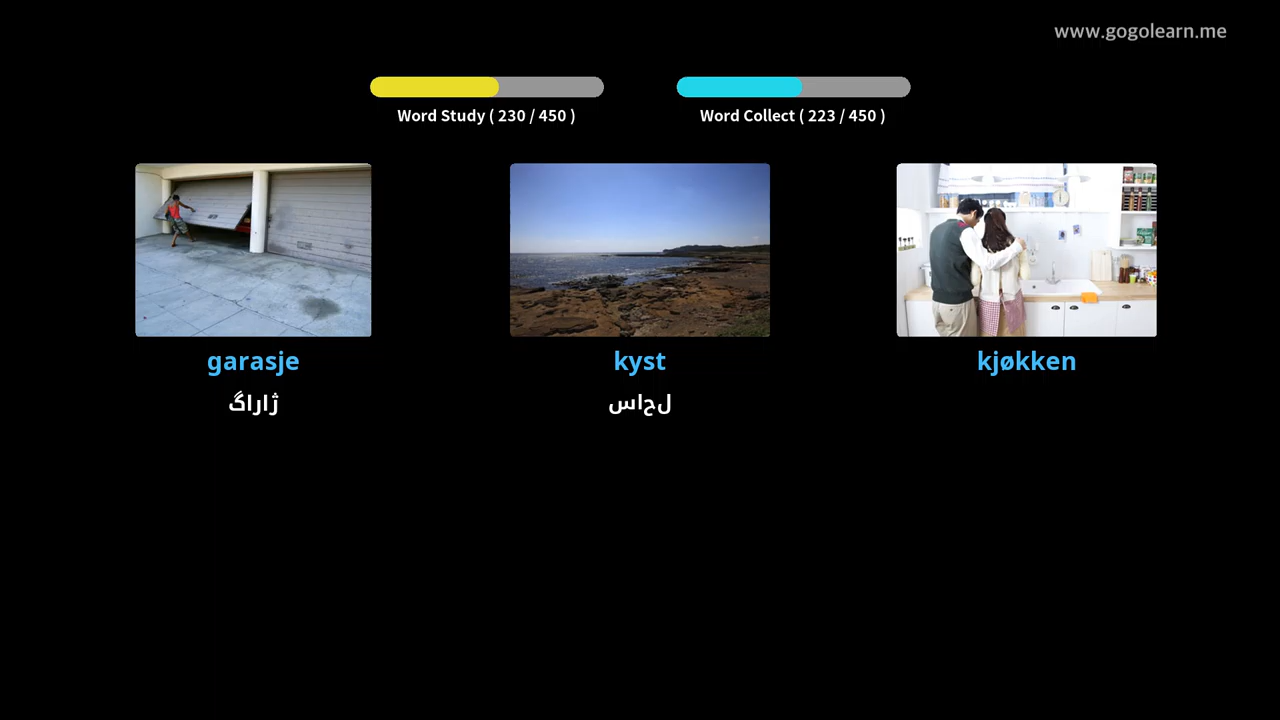 www.gogolearn.me
Word Study ( 230 / 450 )
Word Collect ( 223 / 450 )
garasje
kyst
kjøkken
ژاراگ
لحاس